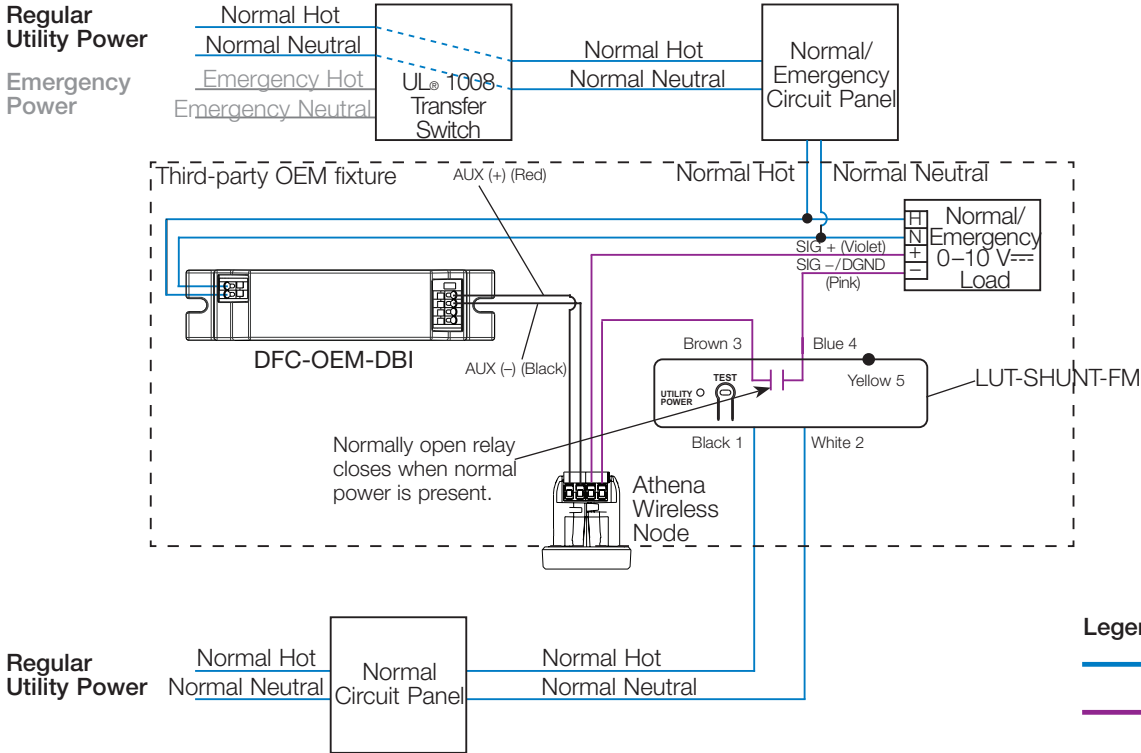 Regular
Utility Power
Normal Hot
Normal Neutral
Emergency
Power
Emergency Hot
Emergency Neutral
UL® 1008
Transfer
Switch
Normal Hot
Normal Neutral
Normal/
Emergency
Circuit Panel
Third-party OEM fixture
AUX (+) (Red)
Normal Hot
Normal Neutral
H
N
+
–
Normal/
Emergency
0–10 V⎓
Load
SIG + (Violet)
SIG –/DGND
(Pink)
DFC-OEM-DBI
AUX (–) (Black)
Brown 3
Blue 4
Yellow 5
LUT-SHUNT-FM
UTILITY
POWER
TEST
Black 1
White 2
Normally open relay
closes when normal
power is present.
Athena
Wireless
Node
Regular
Utility Power
Normal Hot
Normal Neutral
Normal
Circuit Panel
Normal Hot
Normal Neutral